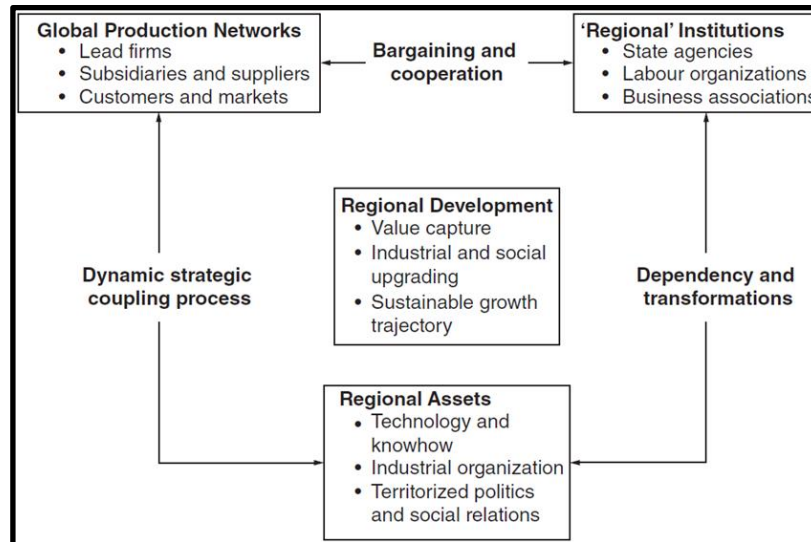 Global Production Networks
• Lead firms
• Subsidiaries and suppliers
• Customers and markets
Bargaining and
cooperation
‘Regional’ Institutions
• State agencies
• Labour organizations
• Business associations
Regional Development
• Value capture
• Industrial and social
upgrading
• Sustainable growth
trajectory
Dynamic strategic
coupling process
Dependency and
transformations
Regional Assets
• Technology and
knowhow
• Industrial organization
• Territorized politics
and social relations